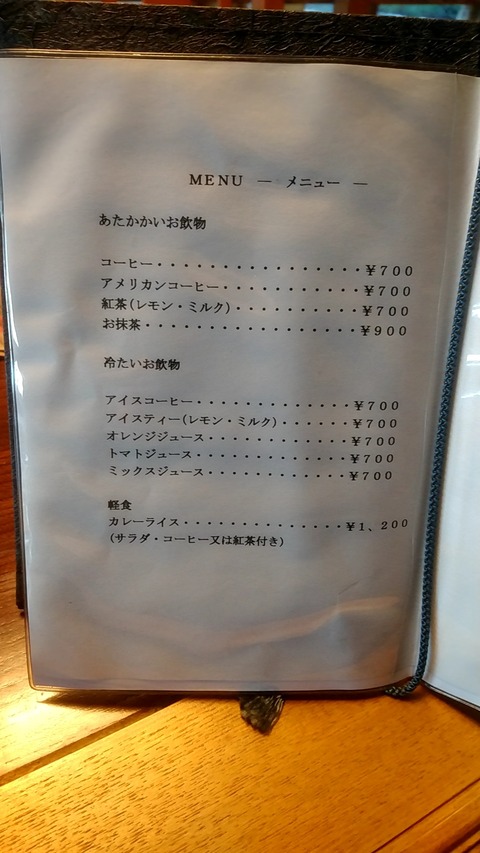 MENU ― メニュー ―
あたかかいお飲物
コーヒー・・・・・・・・・・・・・・・・¥700
アメリカンコーヒー・・・・・・・・・・・¥700
紅茶(レモン・ミルク)・・・・・・・・・・¥700
お抹茶・・・・・・・・・・・・・・・・・¥900
冷たいお飲物
アイスコーヒー・・・・・・・・・・・・・¥700
アイスティー(レモン・ミルク)・・・・・・¥700
オレンジジュース・・・・・・・・・・・・¥700
トマトジュース・・・・・・・・・・・・・¥700
ミックスジュース・・・・・・・・・・・・¥700
軽食
カレーライス・・・・・・・・・・・・・・・¥1、200
(サラダ・コーヒー又は紅茶付き)